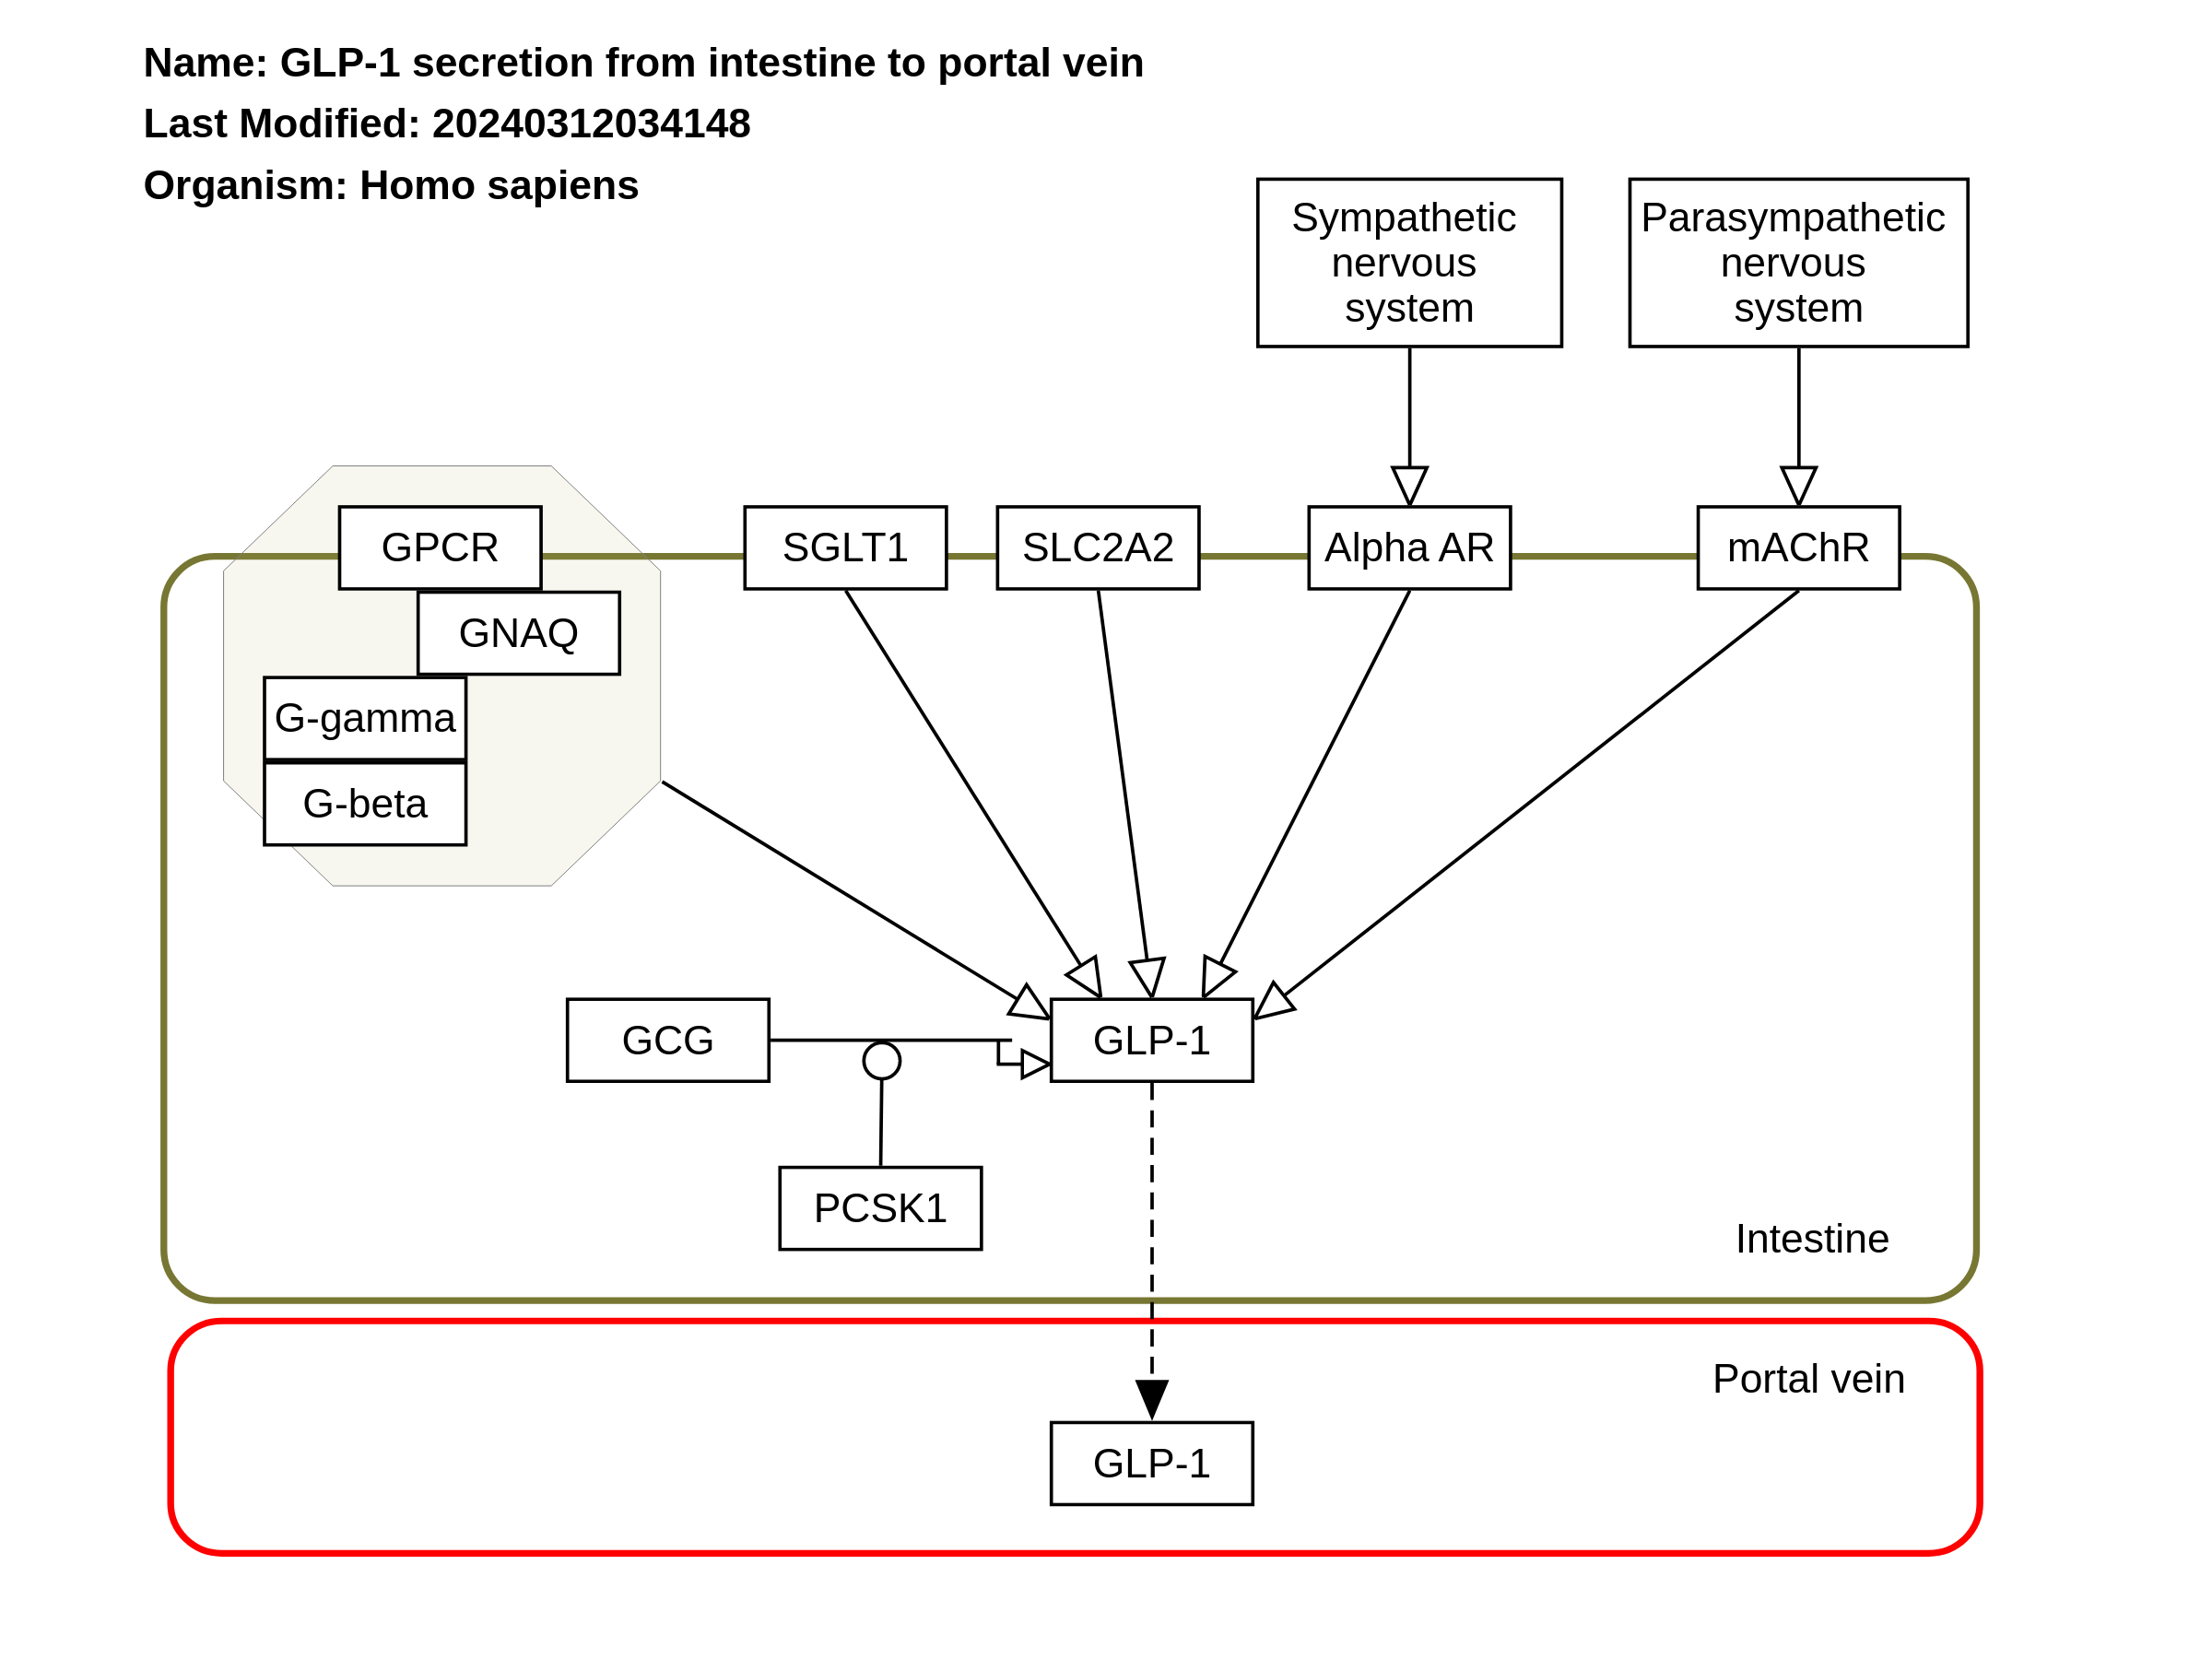 Name: GLP-1 secretion from intestine to portal vein
Last Modified: 20240312034148
Organism: Homo sapiens
Sympathetic
nervous
system
Parasympathetic
nervous
system
GPCR
SGLT1
SLC2A2
Alpha AR
mAChR
GNAQ
G-gamma
G-beta
GCG
GLP-1
PCSK1
Intestine
Portal vein
GLP-1